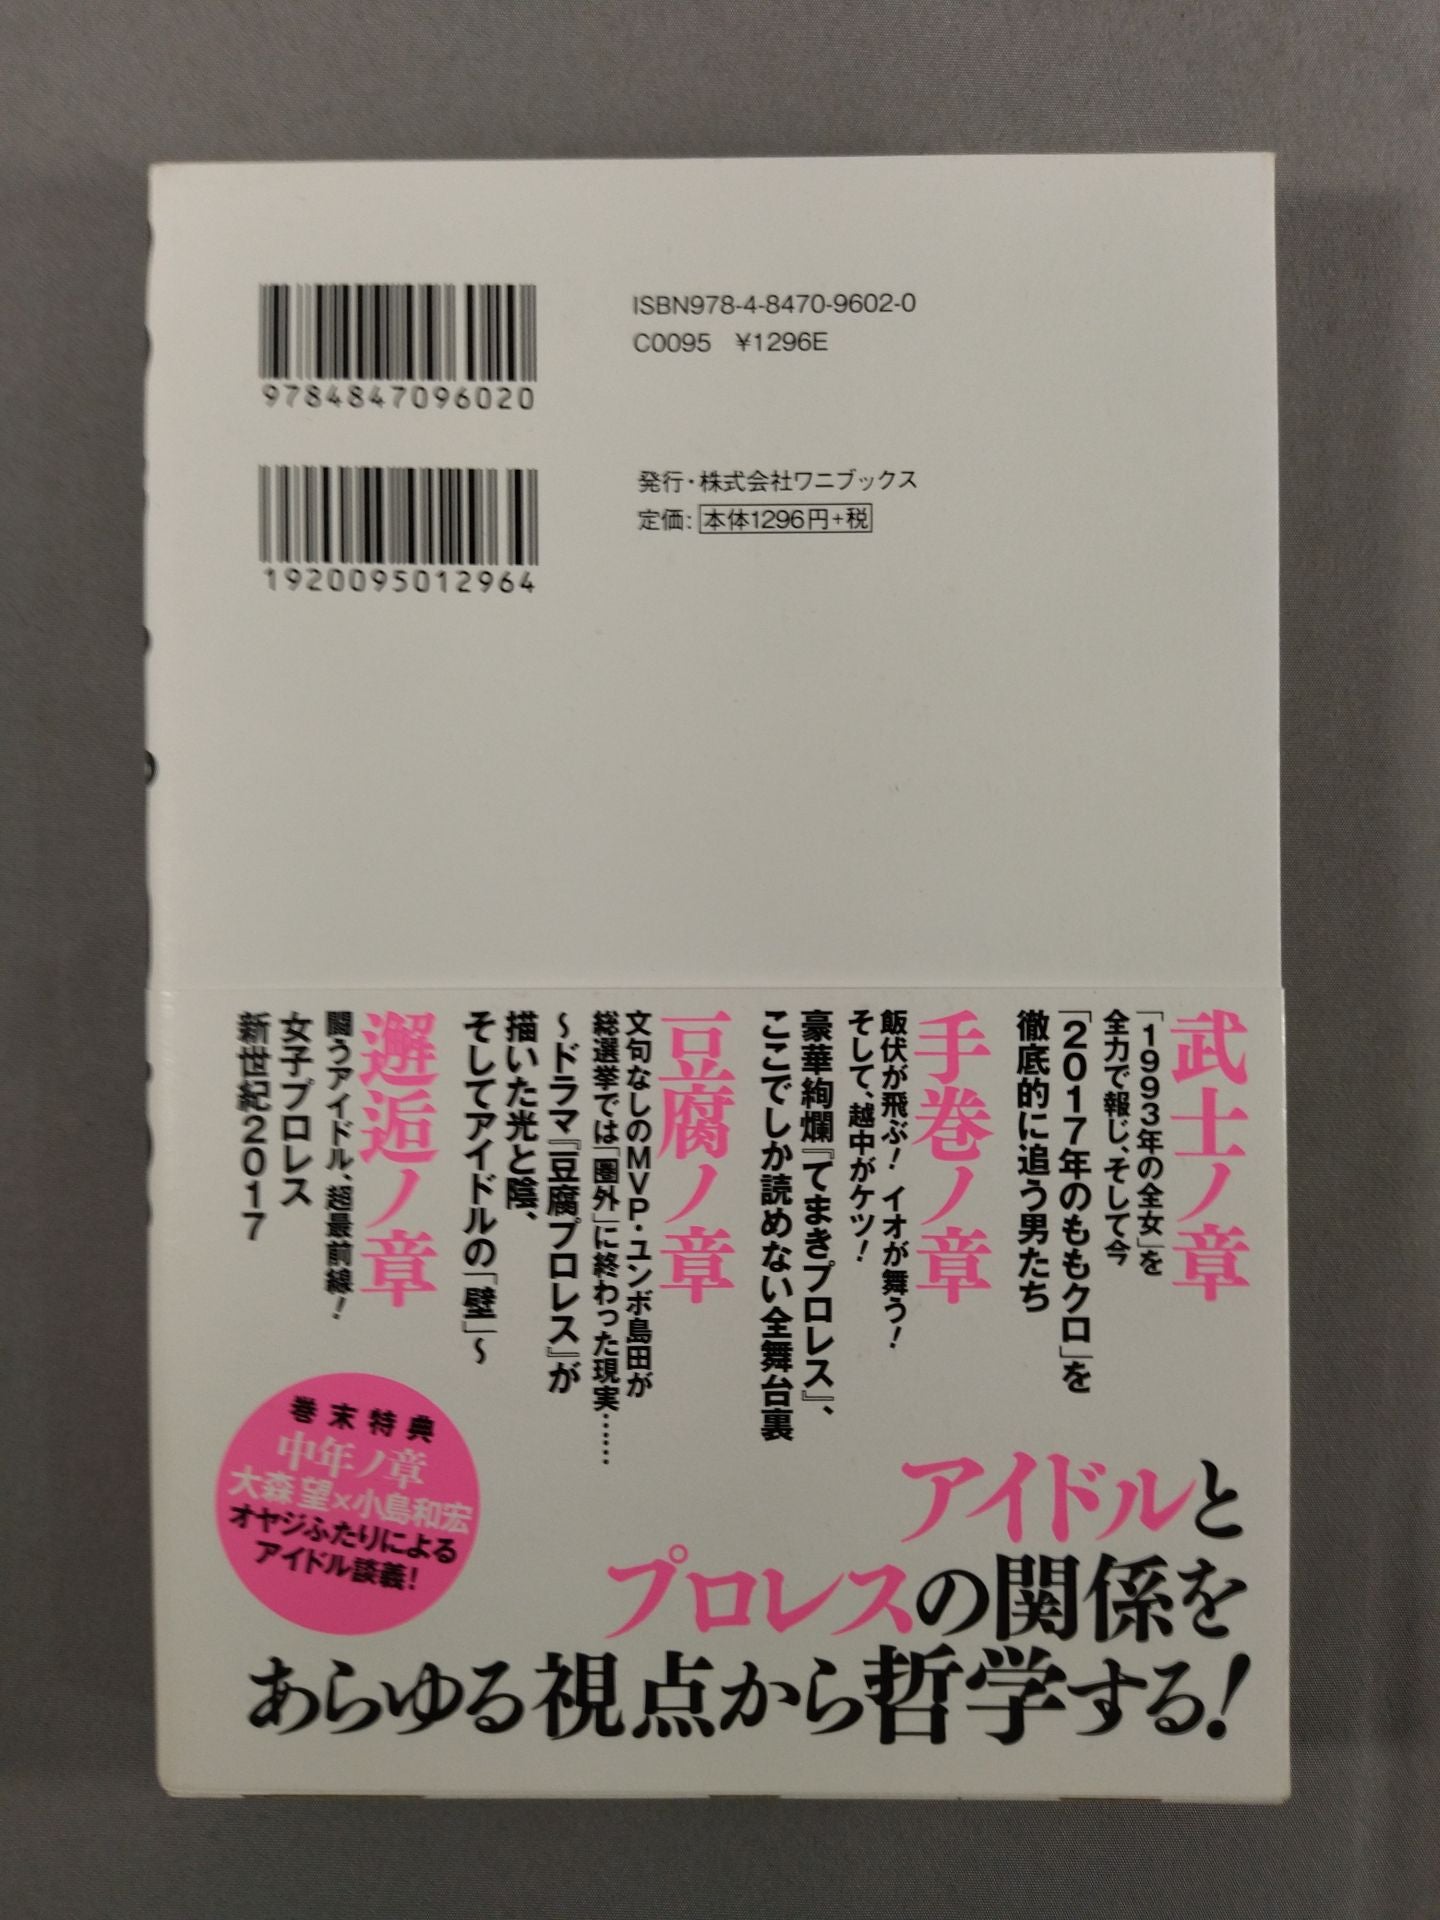 ISBN978-4-8470-9602-0
C0095 ¥1296E
9784847096020
発行・株式会社ワニブックス
定価：本体1296円+税
1920095012964
武士ノ章
「1993年の全女」を
全力で報じ、そして今
「2017年のももクロ」を
徹底的に追う男たち
手巻ノ章
飯伏が飛ぶ！イオが舞う！
そして、越中がケツ！
豪華絢爛『てまきプロレス』、
ここでしか読めない全舞台裏
豆腐ノ章
文句なしのMVP・ユンボ島田が
総選挙では「圏外」に終わった現実……
〜ドラマ『豆腐プロレス』が
描いた光と陰、
そしてアイドルの「壁」〜
邂逅ノ章
闘うアイドル、超最前線！
女子プロレス
新世紀2017
巻末特典
中年ノ章
大森望×小島和宏
オヤジふたりによる
アイドル談義！
アイドルと
プロレスの関係を
あらゆる視点から哲学する！